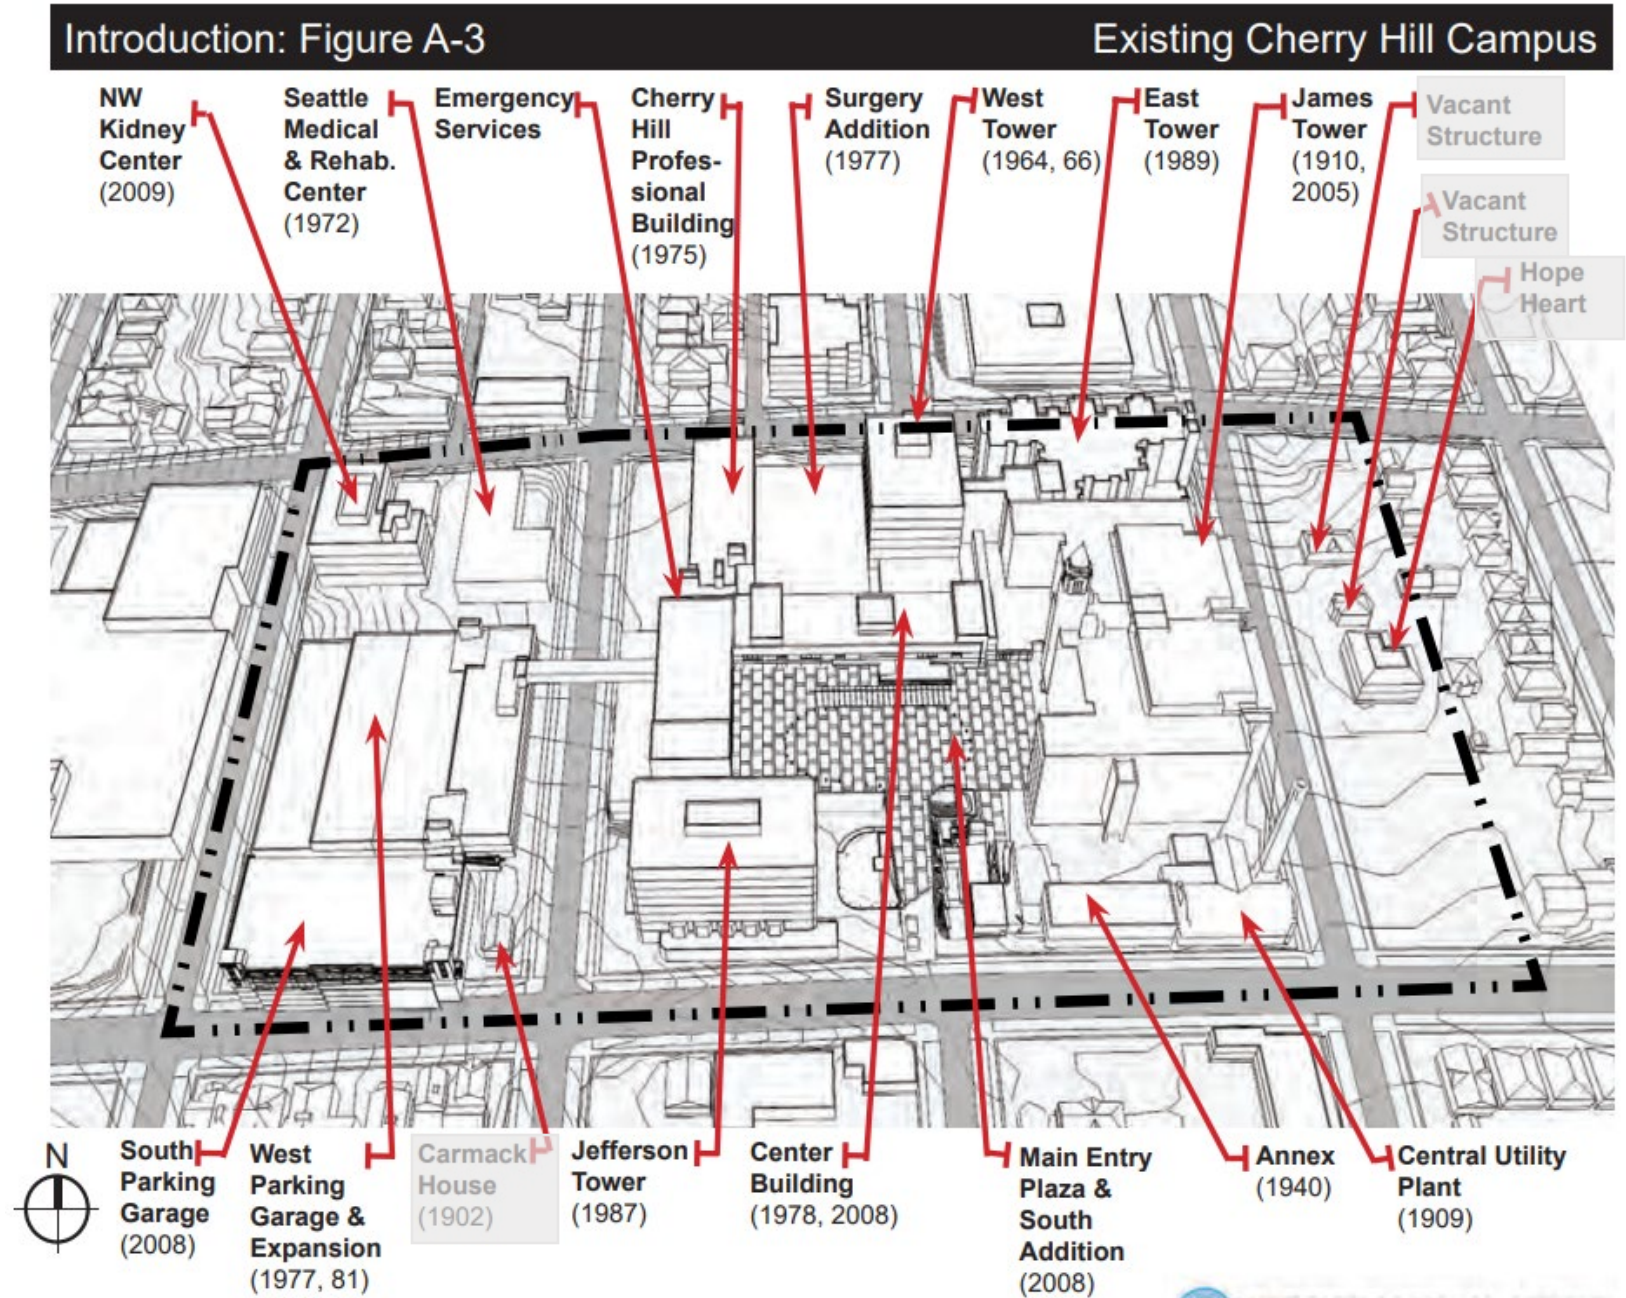 Introduction: Figure A-3
Existing Cherry Hill Campus
NW
Kidney
Center
(2009)
Seattle
Medical
& Rehab.
Center
(1972)
Emergency
Services
Cherry
Hill
Profes-
sional
Building
(1975)
Surgery
Addition
(1977)
West
Tower
(1964, 66)
East
Tower
(1989)
James
Tower
(1910,
2005)
Vacant
Structure
Vacant
Structure
Hope
Heart
N
South
Parking
Garage
(2008)
West
Parking
Garage &
Expansion
(1977, 81)
Carmack
House
(1902)
Jefferson
Tower
(1987)
Center
Building
(1978, 2008)
Main Entry
Plaza &
South
Addition
(2008)
Annex
(1940)
Central Utility
Plant
(1909)